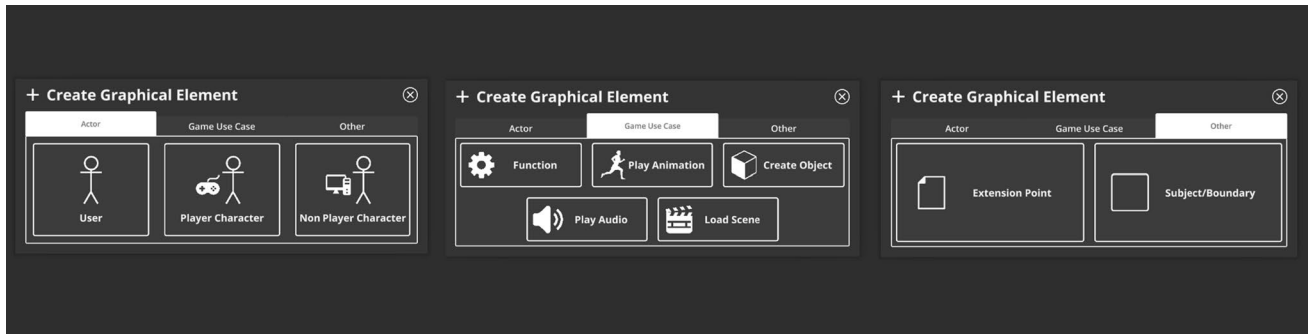 + Create Graphical Element
Actor Game Use Case Other
User Player Character Non Player Character
+ Create Graphical Element
Actor Game Use Case Other
Function Play Animation Create Object
Play Audio Load Scene
+ Create Graphical Element
Actor Game Use Case Other
Extension Point Subject/Boundary